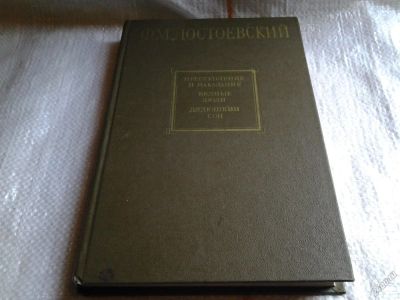 Ф.М.ДОСТОЕВСКИЙ
ПРЕСТУПЛЕНИЕ
И НАКАЗАНИЕ
БЕДНЫЕ
ЛЮДИ
ДЯДЮШКИН
СОН